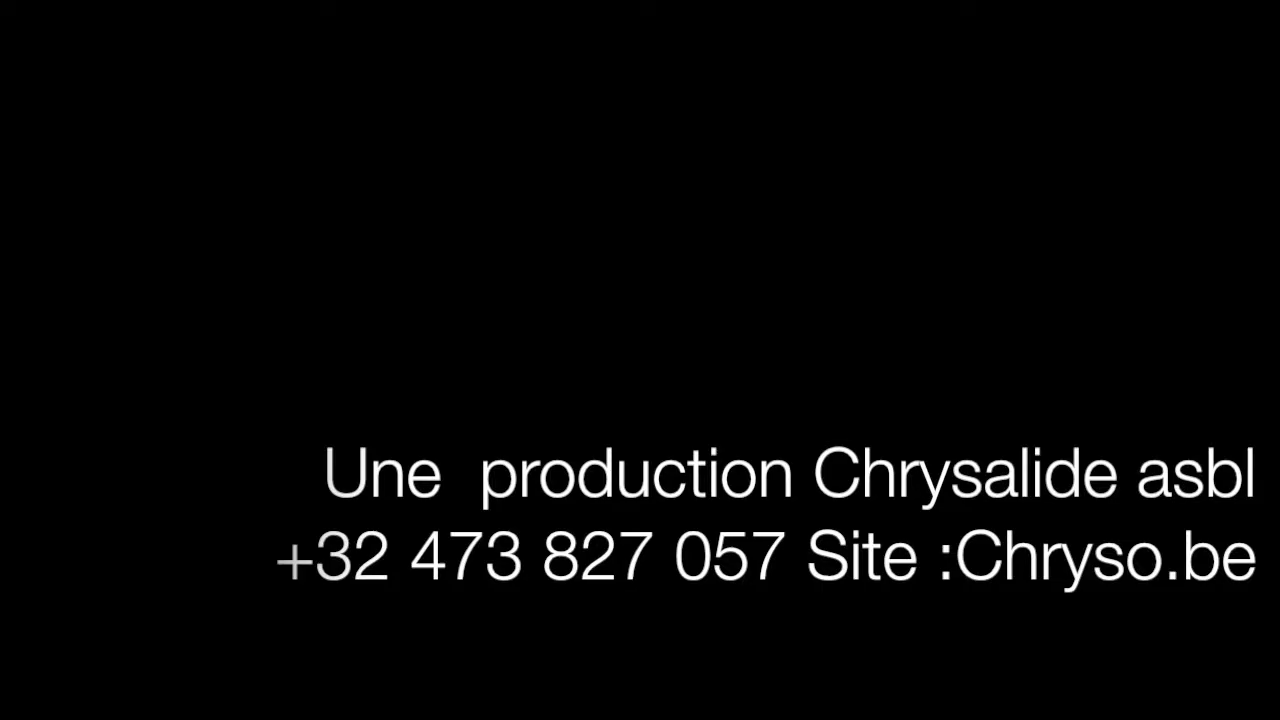 Une  production Chrysalide asbl
+32 473 827 057 Site :Chryso.be